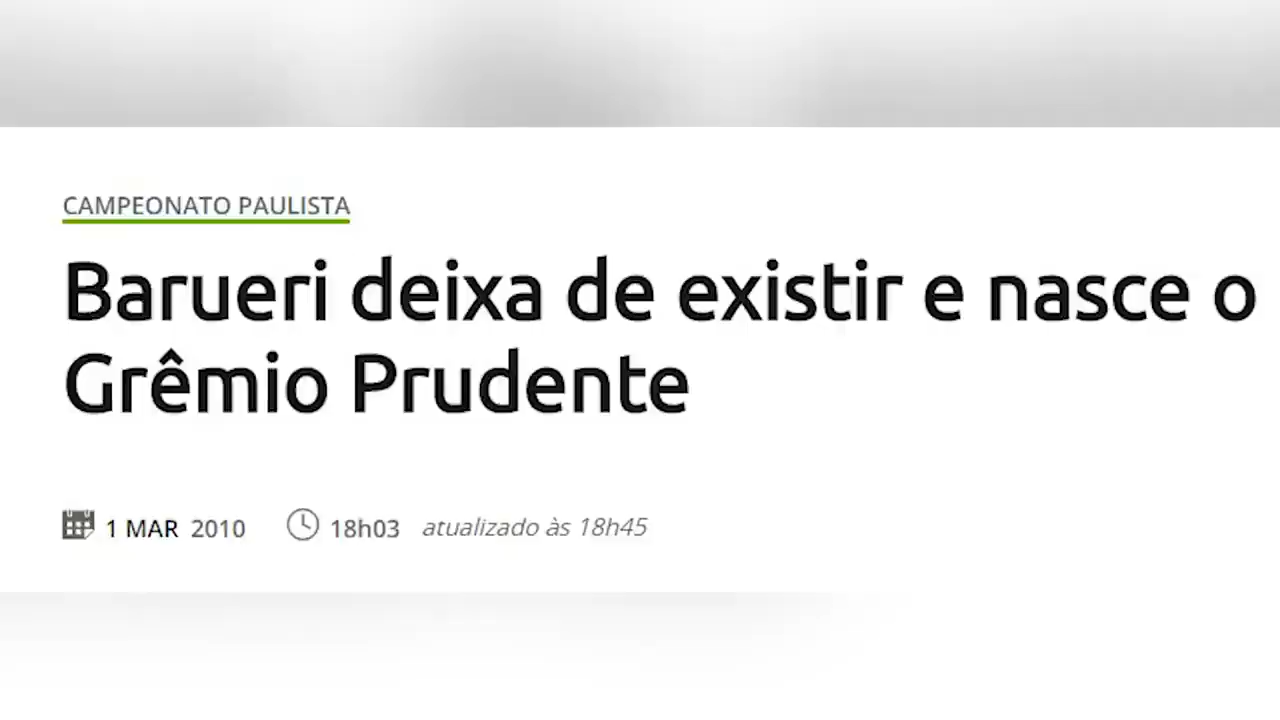 CAMPEONATO PAULISTA
Barueri deixa de existir e nasce o
Grêmio Prudente
1 MAR 2010 18h03 atualizado às 18h45